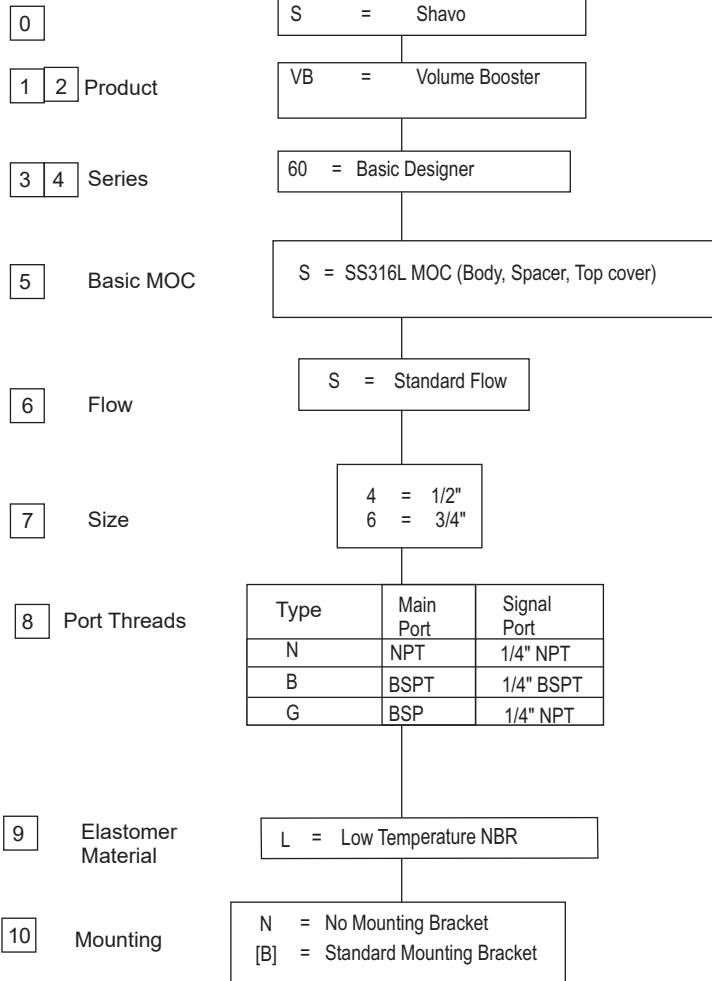 0 S = Shavo
1 2 Product VB = Volume Booster
3 4 Series 60 = Basic Designer
5 Basic MOC S = SS316L MOC (Body, Spacer, Top cover)
6 Flow S = Standard Flow
7 Size
4 = 1/2"
6 = 3/4"
8 Port Threads
Type Main Port Signal Port
N NPT 1/4" NPT
B BSPT 1/4" BSPT
G BSP 1/4" NPT
9 Elastomer
Material
L = Low Temperature NBR
10 Mounting
N = No Mounting Bracket
[B] = Standard Mounting Bracket